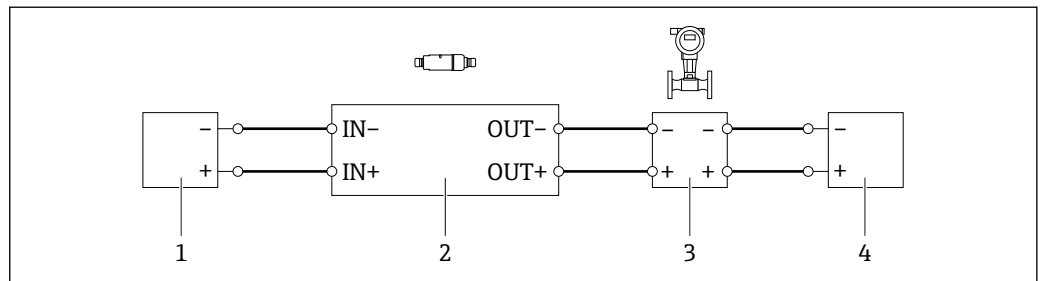 − IN− OUT− − − −
+ IN+ OUT+ + + +
1 2 3 4